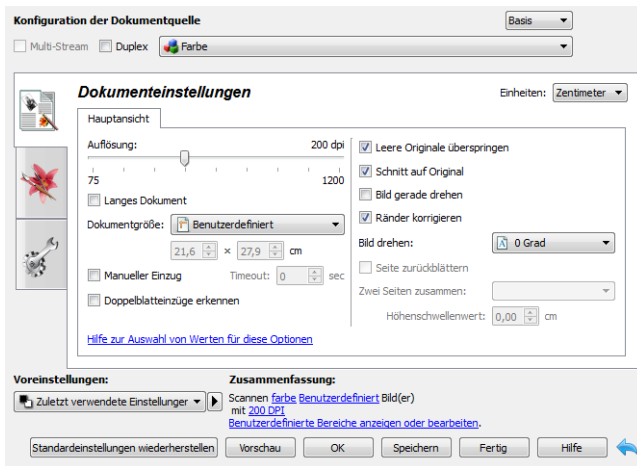 Konfiguration der Dokumentquelle
Basis
Multi-Stream Duplex Farbe
Dokumenteinstellungen
Einheiten: Zentimeter
Hauptansicht
Auflösung: 200 dpi
75 1200
Langes Dokument
Dokumentgröße: Benutzerdefiniert
21,6 × 27,9 cm
Manueller Einzug Timeout: 0 sec
Doppelblatteinzüge erkennen
Hilfe zur Auswahl von Werten für diese Optionen
Leere Originale überspringen
Schnitt auf Original
Bild gerade drehen
Ränder korrigieren
Bild drehen: 0 Grad
Seite zurückblättern
Zwei Seiten zusammen:
Höhenschwellenwert: 0,00 cm
Voreinstellungen:
Zuletzt verwendete Einstellungen
Zusammenfassung:
Scannen farbe Benutzerdefiniert Bild(er)
mit 200 DPI
Benutzerdefinierte Bereiche anzeigen oder bearbeiten.
Standardeinstellungen wiederherstellen Vorschau OK Speichern Fertig Hilfe